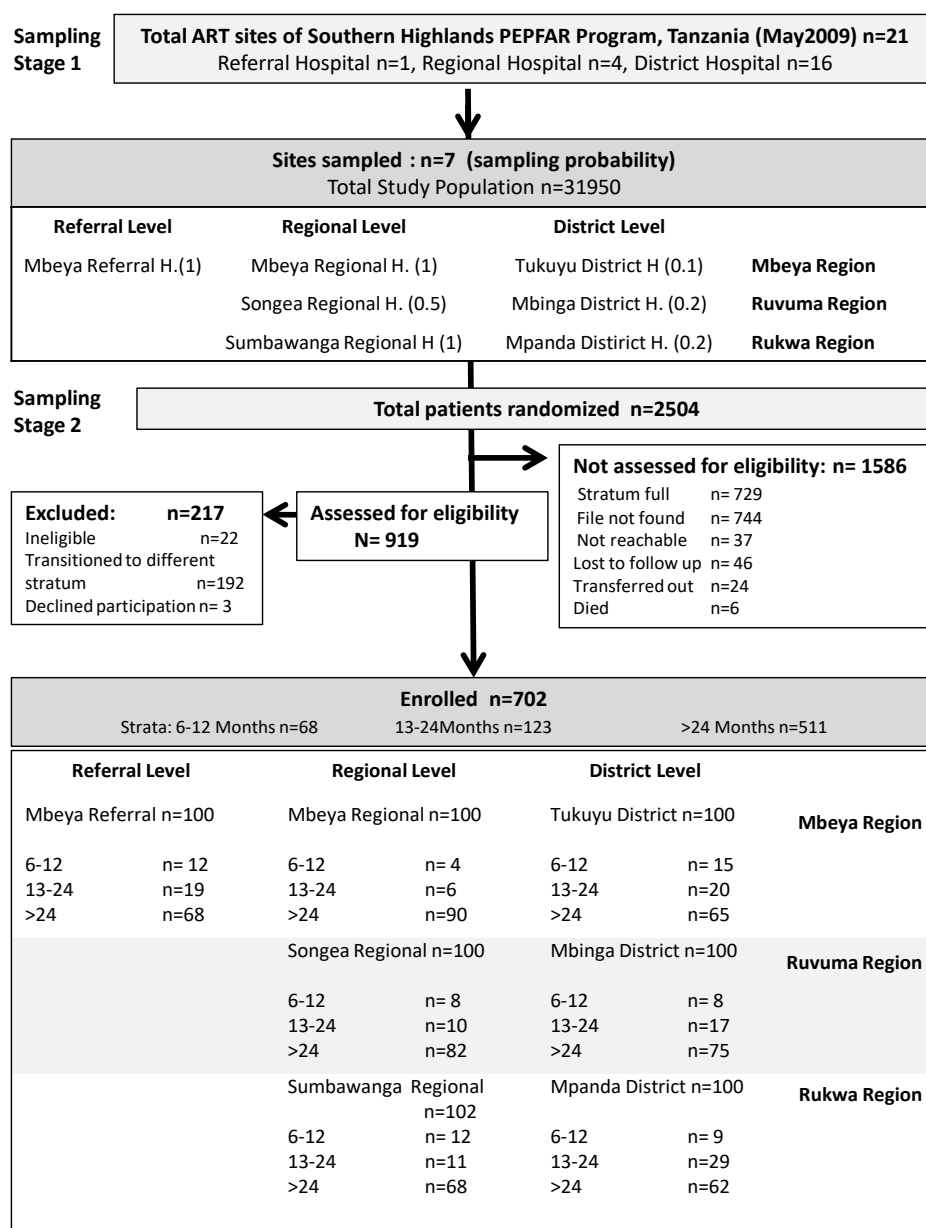 Sampling Stage 1
Total ART sites of Southern Highlands PEPFAR Program, Tanzania (May2009) n=21
Referral Hospital n=1, Regional Hospital n=4, District Hospital n=16
Sites sampled : n=7 (sampling probability)
Total Study Population n=31950
Referral Level Regional Level District Level
Mbeya Referral H.(1) Mbeya Regional H. (1) Tukuyu District H (0.1) Mbeya Region
Songea Regional H. (0.5) Mbinga District H. (0.2) Ruvuma Region
Sumbawanga Regional H (1) Mpanda Distirict H. (0.2) Rukwa Region
Sampling
Stage 2
Total patients randomized n=2504
Not assessed for eligibility: n= 1586
Stratum full n= 729
File not found n= 744
Not reachable n= 37
Lost to follow up n= 46
Transferred out n=24
Died n=6
Excluded: n=217
Ineligible n=22
Transitioned to different
stratum n=192
Declined participation n= 3
Assessed for eligibility
N= 919
Enrolled n=702
Strata: 6-12 Months n=68 13-24Months n=123 >24 Months n=511
Referral Level Regional Level District Level
Mbeya Referral n=100 Mbeya Regional n=100 Tukuyu District n=100 Mbeya Region
6-12 n= 12 6-12 n= 4 6-12 n= 15
13-24 n=19 13-24 n=6 13-24 n=20
>24 n=68 >24 n=90 >24 n=65
Songea Regional n=100 Mbinga District n=100 Ruvuma Region
6-12 n= 8 6-12 n= 8
13-24 n=10 13-24 n=17
>24 n=82 >24 n=75
Sumbawanga Regional Mpanda District n=100 Rukwa Region
n=102
6-12 n= 12 6-12 n= 9
13-24 n=11 13-24 n=29
>24 n=68 >24 n=62